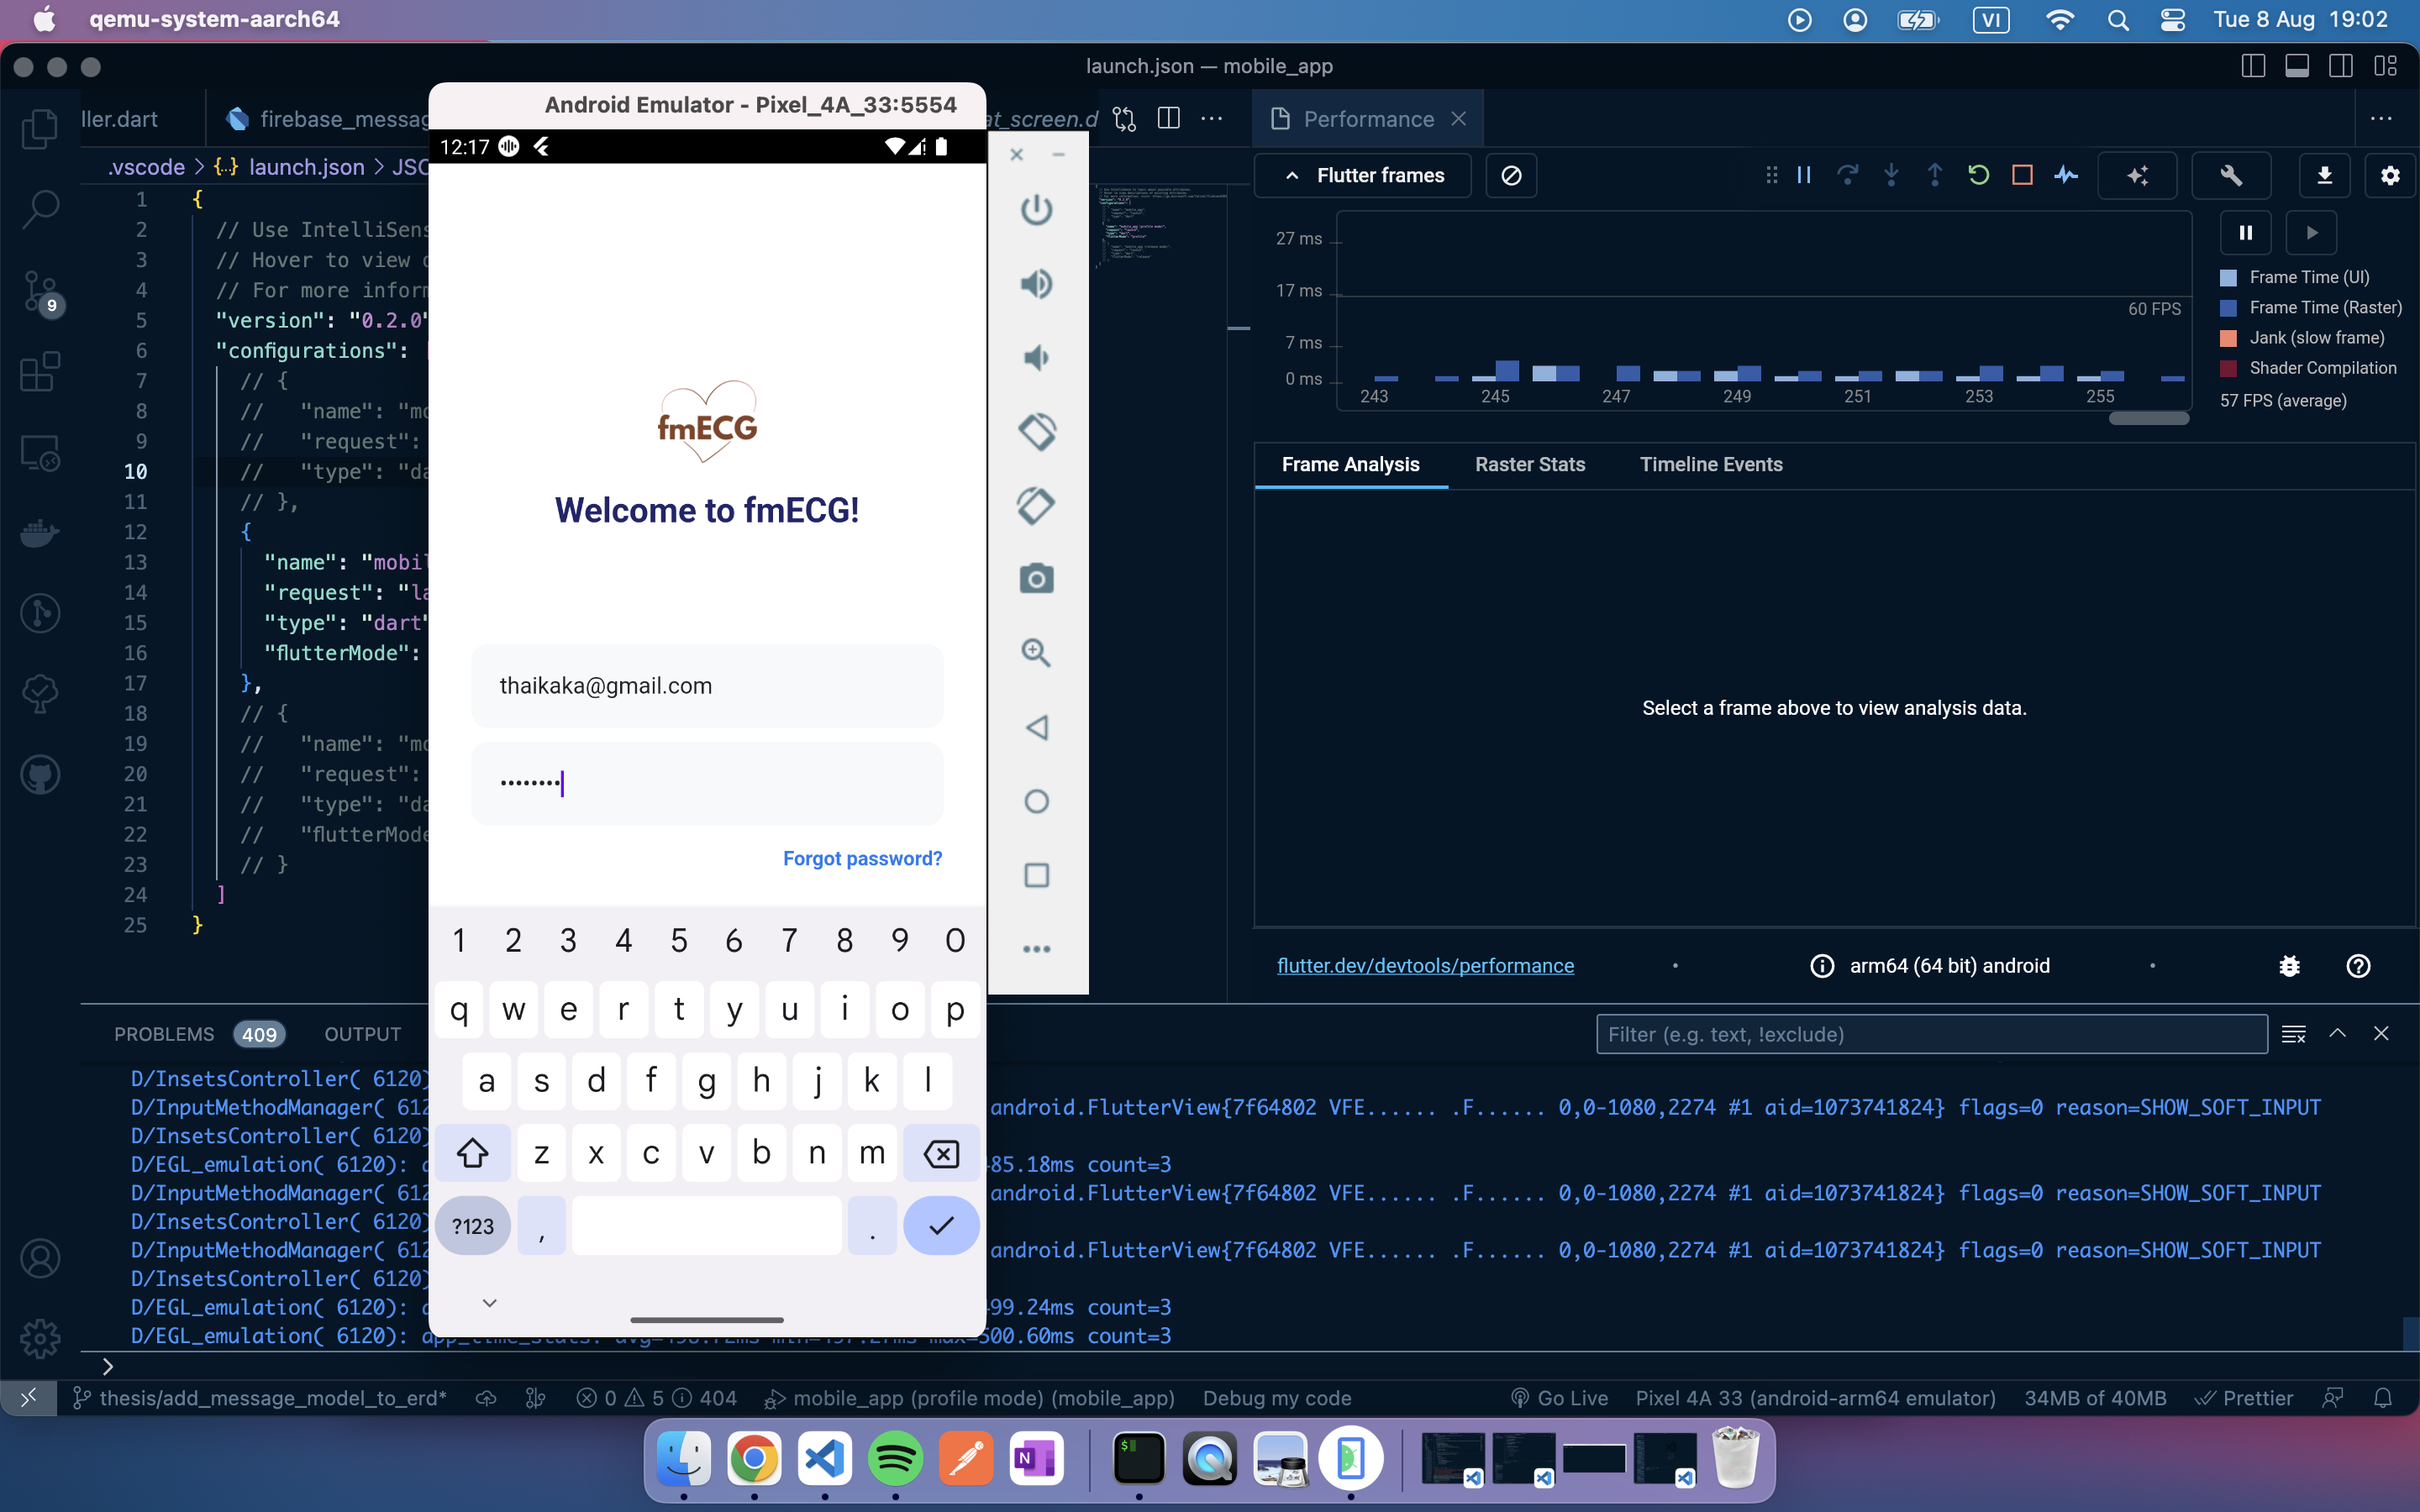 qemu-system-aarch64
VI
Tue 8 Aug 19:02
launch.json — mobile_app
ller.dart
firebase_messag
at_screen.d
Performance
.vscode > {..} launch.json > JSO
1 {
2 // Use IntelliSens
3 // Hover to view
4 // For more inform
5 "version": "0.2.0"
6 "configurations":
7 // {
8 // "name": "mo
9 // "request":
10 // "type": "da
11 // },
12 {
13 "name": "mobil
14 "request": "la
15 "type": "dart"
16 "flutterMode":
17 },
18 // {
19 // "name": "mo
20 // "request":
21 // "type": "da
22 // "flutterMode
23 // }
24 ]
25 }
9
Android Emulator - Pixel_4A_33:5554
12:17
fmECG
Welcome to fmECG!
thaikaka@gmail.com
••••••••
Forgot password?
1 2 3 4 5 6 7 8 9 0
q w e r t y u i o p
a s d f g h j k l
z x c v b n m
?123 , .
Flutter frames
27 ms
17 ms
7 ms
0 ms
60 FPS
243 245 247 249 251 253 255
Frame Time (UI)
Frame Time (Raster)
Jank (slow frame)
Shader Compilation
57 FPS (average)
Frame Analysis Raster Stats Timeline Events
Select a frame above to view analysis data.
flutter.dev/devtools/performance • arm64 (64 bit) android •
PROBLEMS 409 OUTPUT
Filter (e.g. text, !exclude)
D/InsetsController( 6120)
D/InputMethodManager( 612 android.FlutterView{7f64802 VFE...... .F...... 0,0-1080,2274 #1 aid=1073741824} flags=0 reason=SHOW_SOFT_INPUT
D/InsetsController( 6120)
D/EGL_emulation( 6120): 85.18ms count=3
D/InputMethodManager( 612 android.FlutterView{7f64802 VFE...... .F...... 0,0-1080,2274 #1 aid=1073741824} flags=0 reason=SHOW_SOFT_INPUT
D/InsetsController( 6120)
D/InputMethodManager( 612 android.FlutterView{7f64802 VFE...... .F...... 0,0-1080,2274 #1 aid=1073741824} flags=0 reason=SHOW_SOFT_INPUT
D/InsetsController( 6120)
D/EGL_emulation( 6120): 99.24ms count=3
D/EGL_emulation( 6120): 500.60ms count=3
>
thesis/add_message_model_to_erd* 0 5 404 mobile_app (profile mode) (mobile_app) Debug my code Go Live Pixel 4A 33 (android-arm64 emulator) 34MB of 40MB Prettier